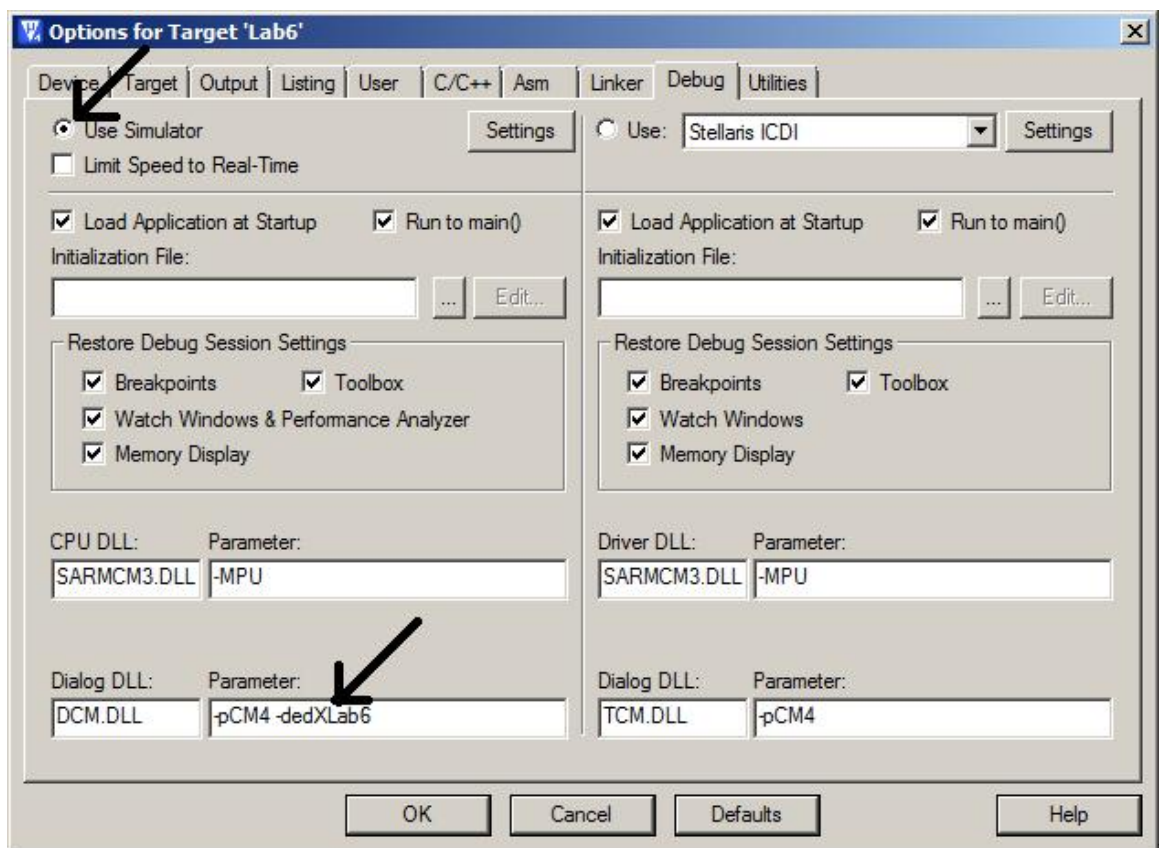 Options for Target 'Lab6'
Device Target Output Listing User C/C++ Asm Linker Debug Utilities
Use Simulator Settings Use: Stellaris ICDI Settings
Limit Speed to Real-Time
Load Application at Startup Run to main() Load Application at Startup Run to main()
Initialization File: Initialization File:
... Edit... ... Edit...
Restore Debug Session Settings Restore Debug Session Settings
Breakpoints Toolbox Breakpoints Toolbox
Watch Windows & Performance Analyzer Watch Windows
Memory Display Memory Display
CPU DLL: Parameter: Driver DLL: Parameter:
SARMCM3.DLL -MPU SARMCM3.DLL -MPU
Dialog DLL: Parameter: Dialog DLL: Parameter:
DCM.DLL -pCM4 -dedXLab6 TCM.DLL -pCM4
OK Cancel Defaults Help